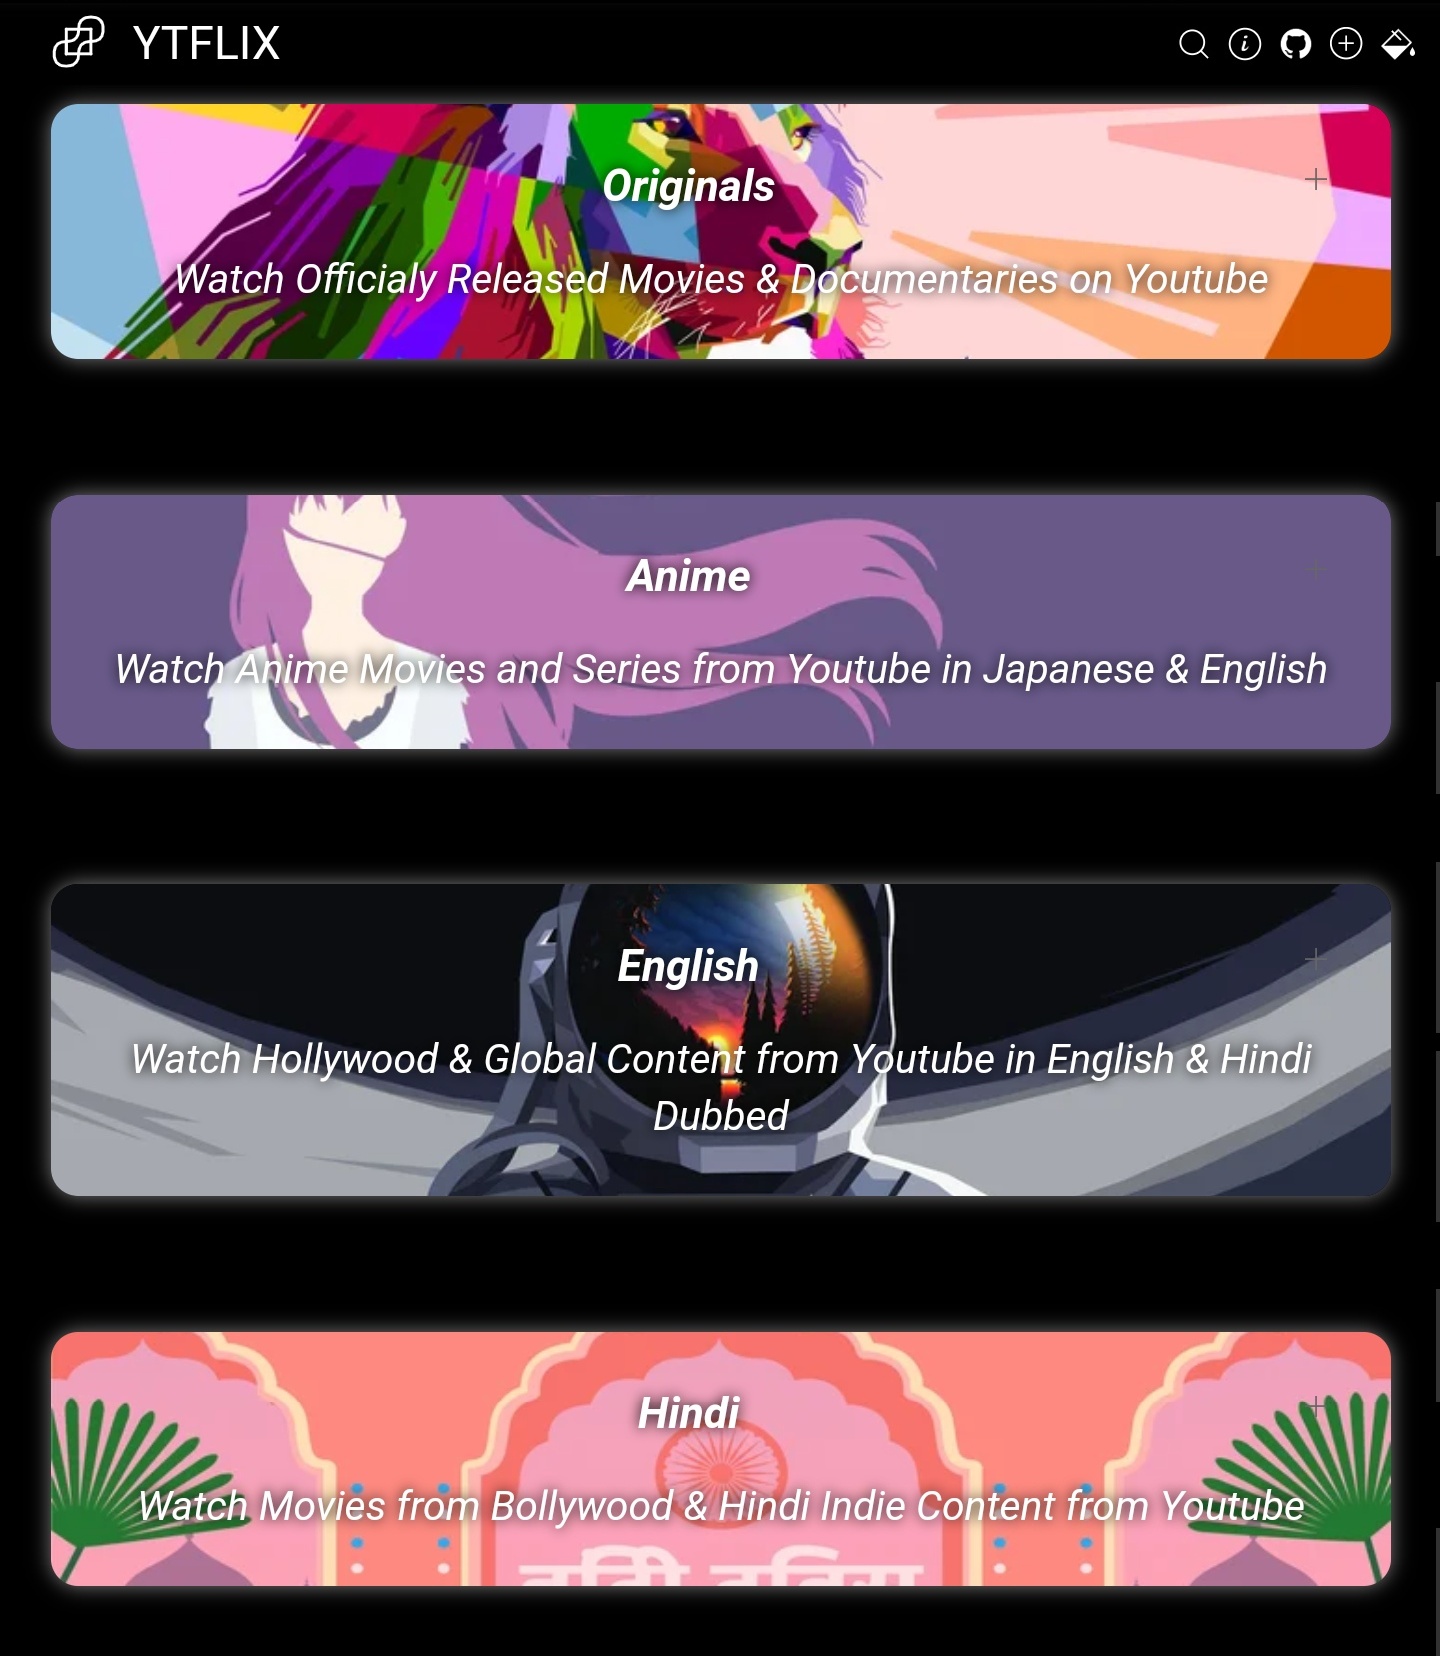 YTFLIX
Originals
Watch Officialy Released Movies & Documentaries on Youtube
Anime
Watch Anime Movies and Series from Youtube in Japanese & English
English
Watch Hollywood & Global Content from Youtube in English & Hindi
Dubbed
Hindi
Watch Movies from Bollywood & Hindi Indie Content from Youtube